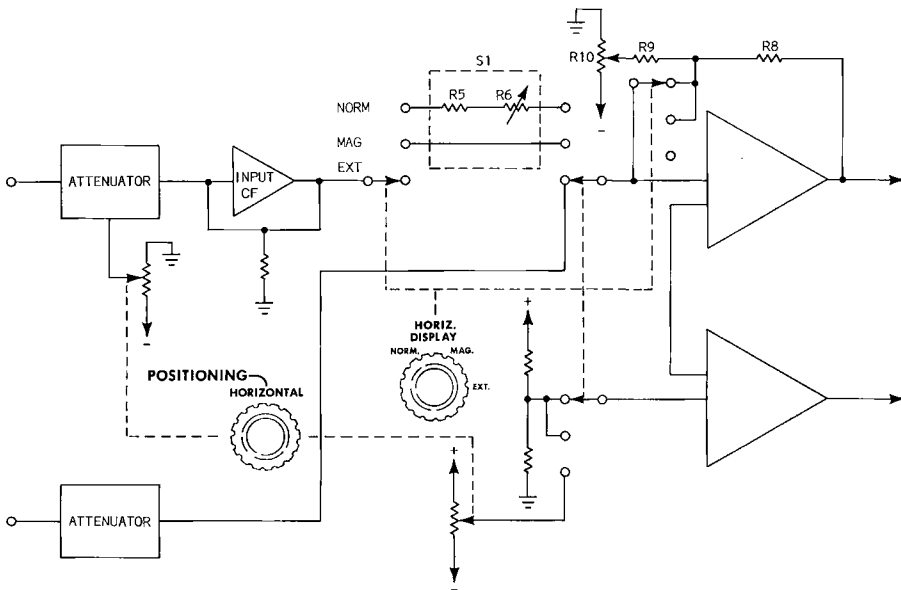 S1
R10
R9
R8
NORM
R5
R6
MAG
EXT
ATTENUATOR
INPUT
CF
-
-
+
HORIZ.
DISPLAY
NORM.
MAG.
EXT.
POSITIONING
HORIZONTAL
+
ATTENUATOR
-